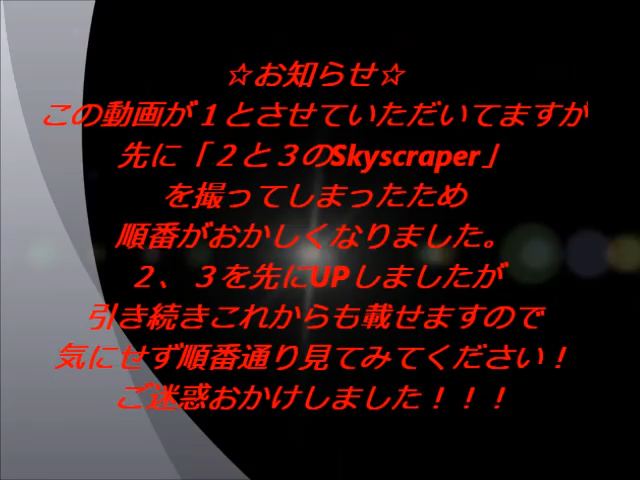 ☆お知らせ☆
この動画が１とさせていただいてますが
先に「２と３のSkyscraper」
を撮ってしまったため
順番がおかしくなりました。
２、３を先にUPしましたが
引き続きこれからも載せますので
気にせず順番通り見てみてください！
ご迷惑おかけしました！！！